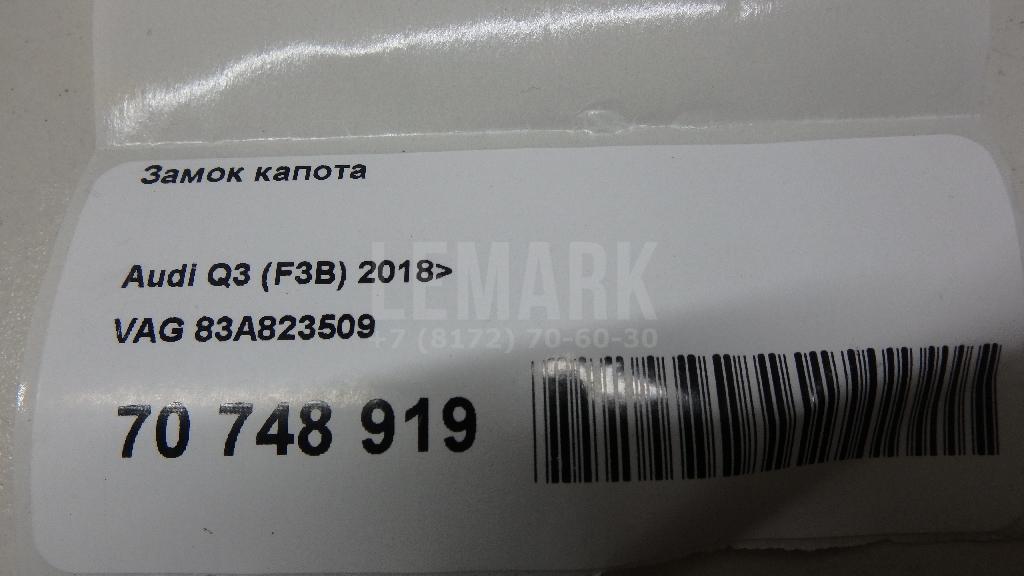 Замок капота
Audi Q3 (F3B) 2018>
LEMARK
VAG 83A823509
+7 (8172) 70-60-30
70 748 919